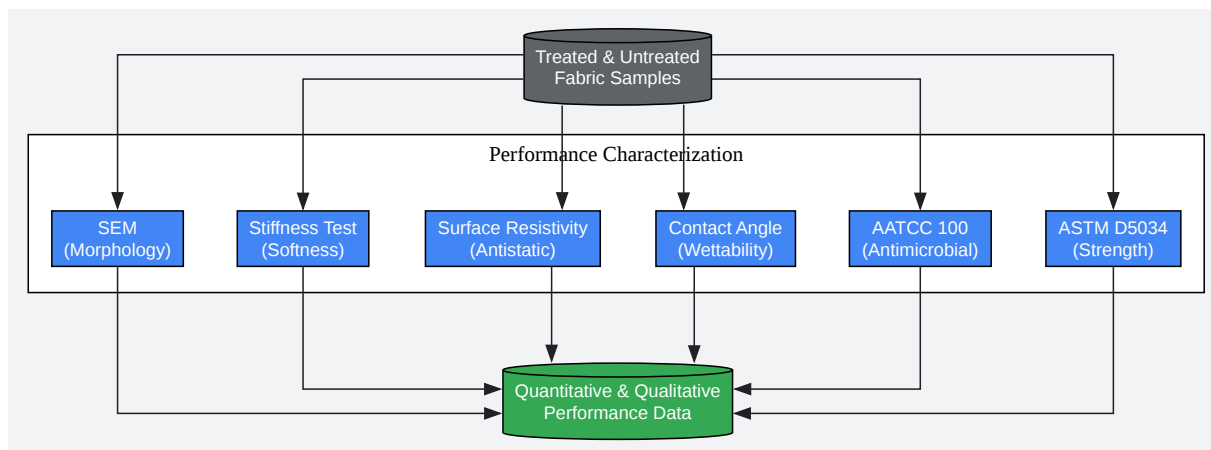 Treated & Untreated
Fabric Samples
Performance Characterization
SEM
(Morphology)
Stiffness Test
(Softness)
Surface Resistivity
(Antistatic)
Contact Angle
(Wettability)
AATCC 100
(Antimicrobial)
ASTM D5034
(Strength)
Quantitative & Qualitative
Performance Data